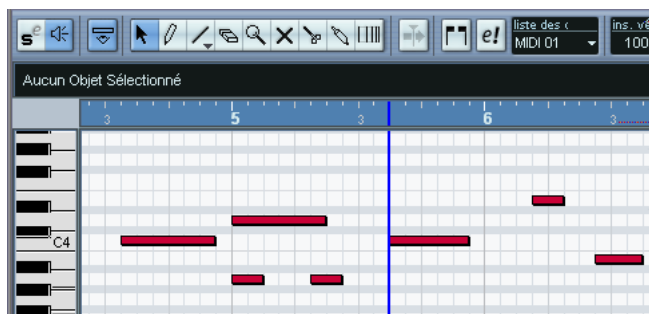 liste des (
ins. vé
MIDI 01
100
Aucun Objet Sélectionné
3 5 3 6 3
C4